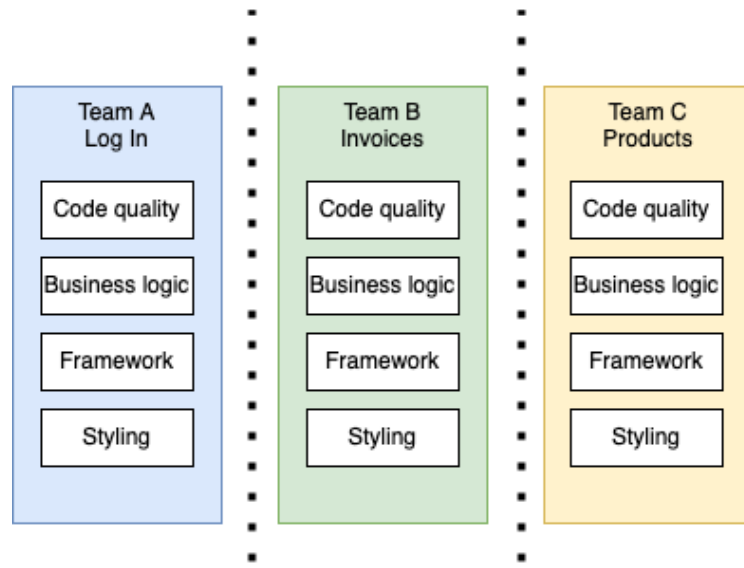 Team A
Log In
Code quality
Business logic
Framework
Styling
Team B
Invoices
Code quality
Business logic
Framework
Styling
Team C
Products
Code quality
Business logic
Framework
Styling